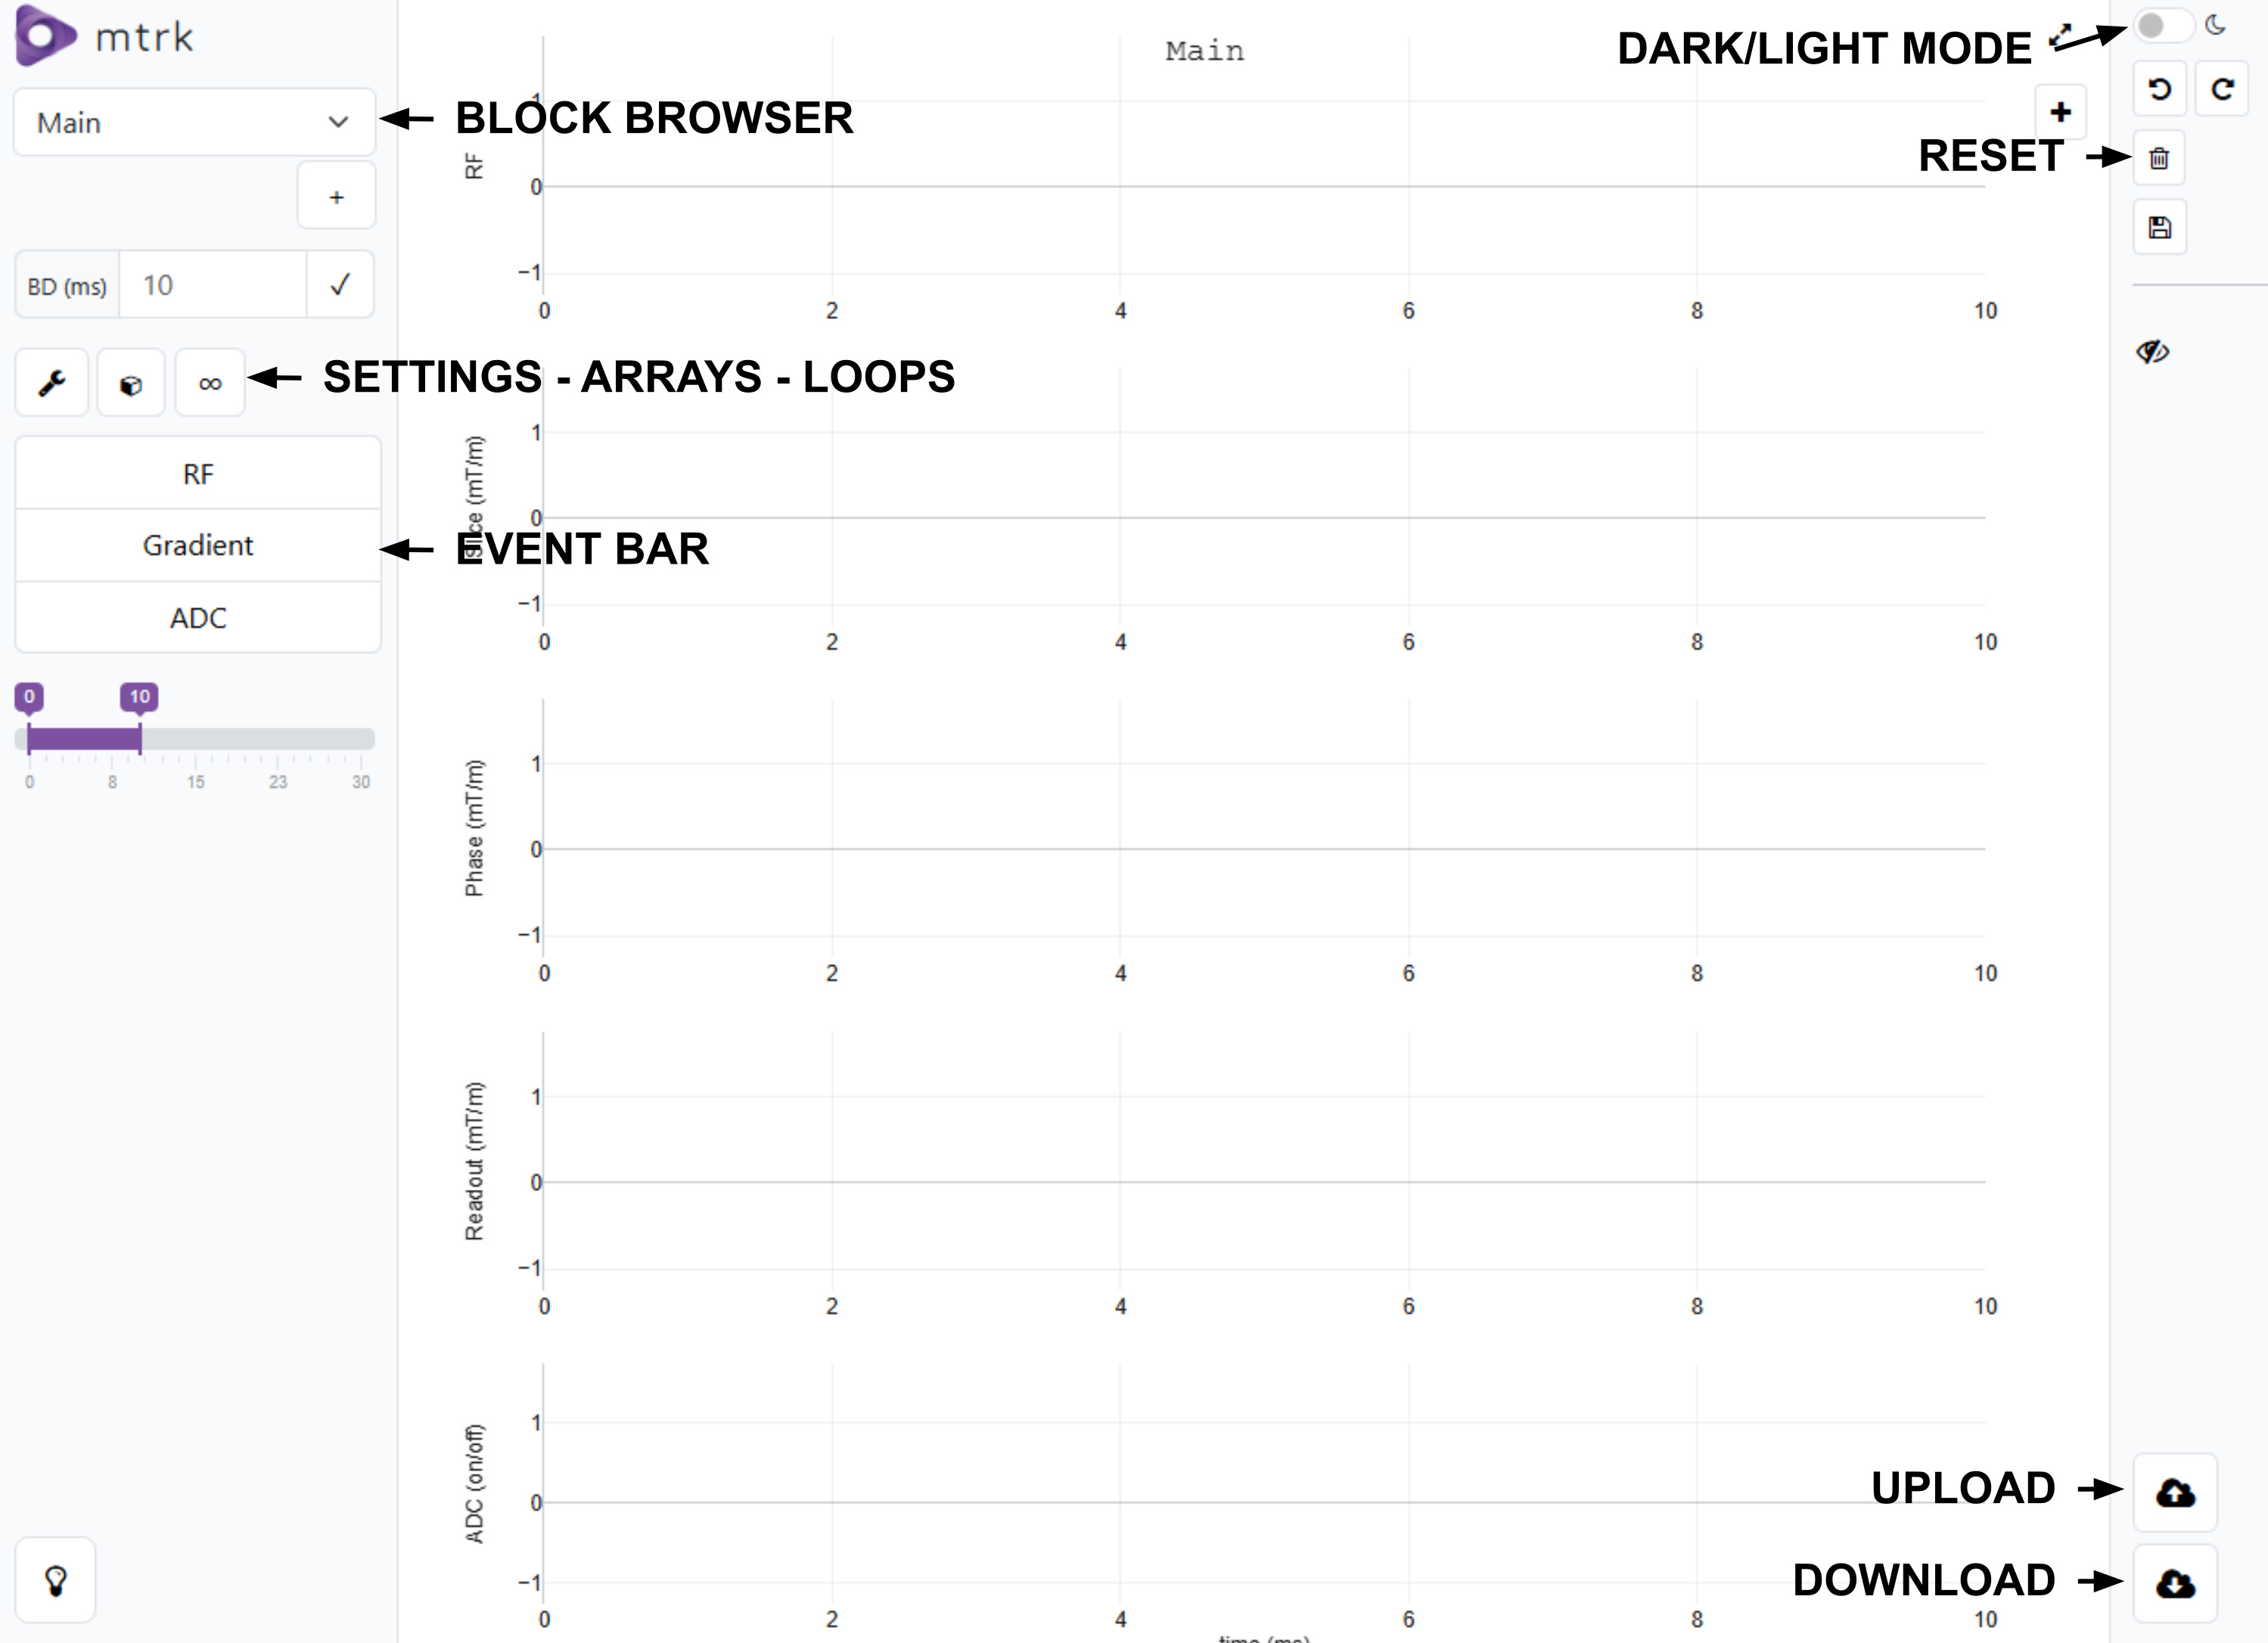 mtrk
Main
BLOCK BROWSER
+
BD (ms) 10 ✓
∞
SETTINGS - ARRAYS - LOOPS
RF
Gradient
ADC
EVENT BAR
0 10
0 8 15 23 30
Main
RF
1
0
−1
0 2 4 6 8 10
Slice (mT/m)
1
0
−1
0 2 4 6 8 10
Phase (mT/m)
1
0
−1
0 2 4 6 8 10
Readout (mT/m)
1
0
−1
0 2 4 6 8 10
ADC (on/off)
1
0
−1
0 2 4 6 8 10
time (ms)
DARK/LIGHT MODE
+
RESET
UPLOAD
DOWNLOAD